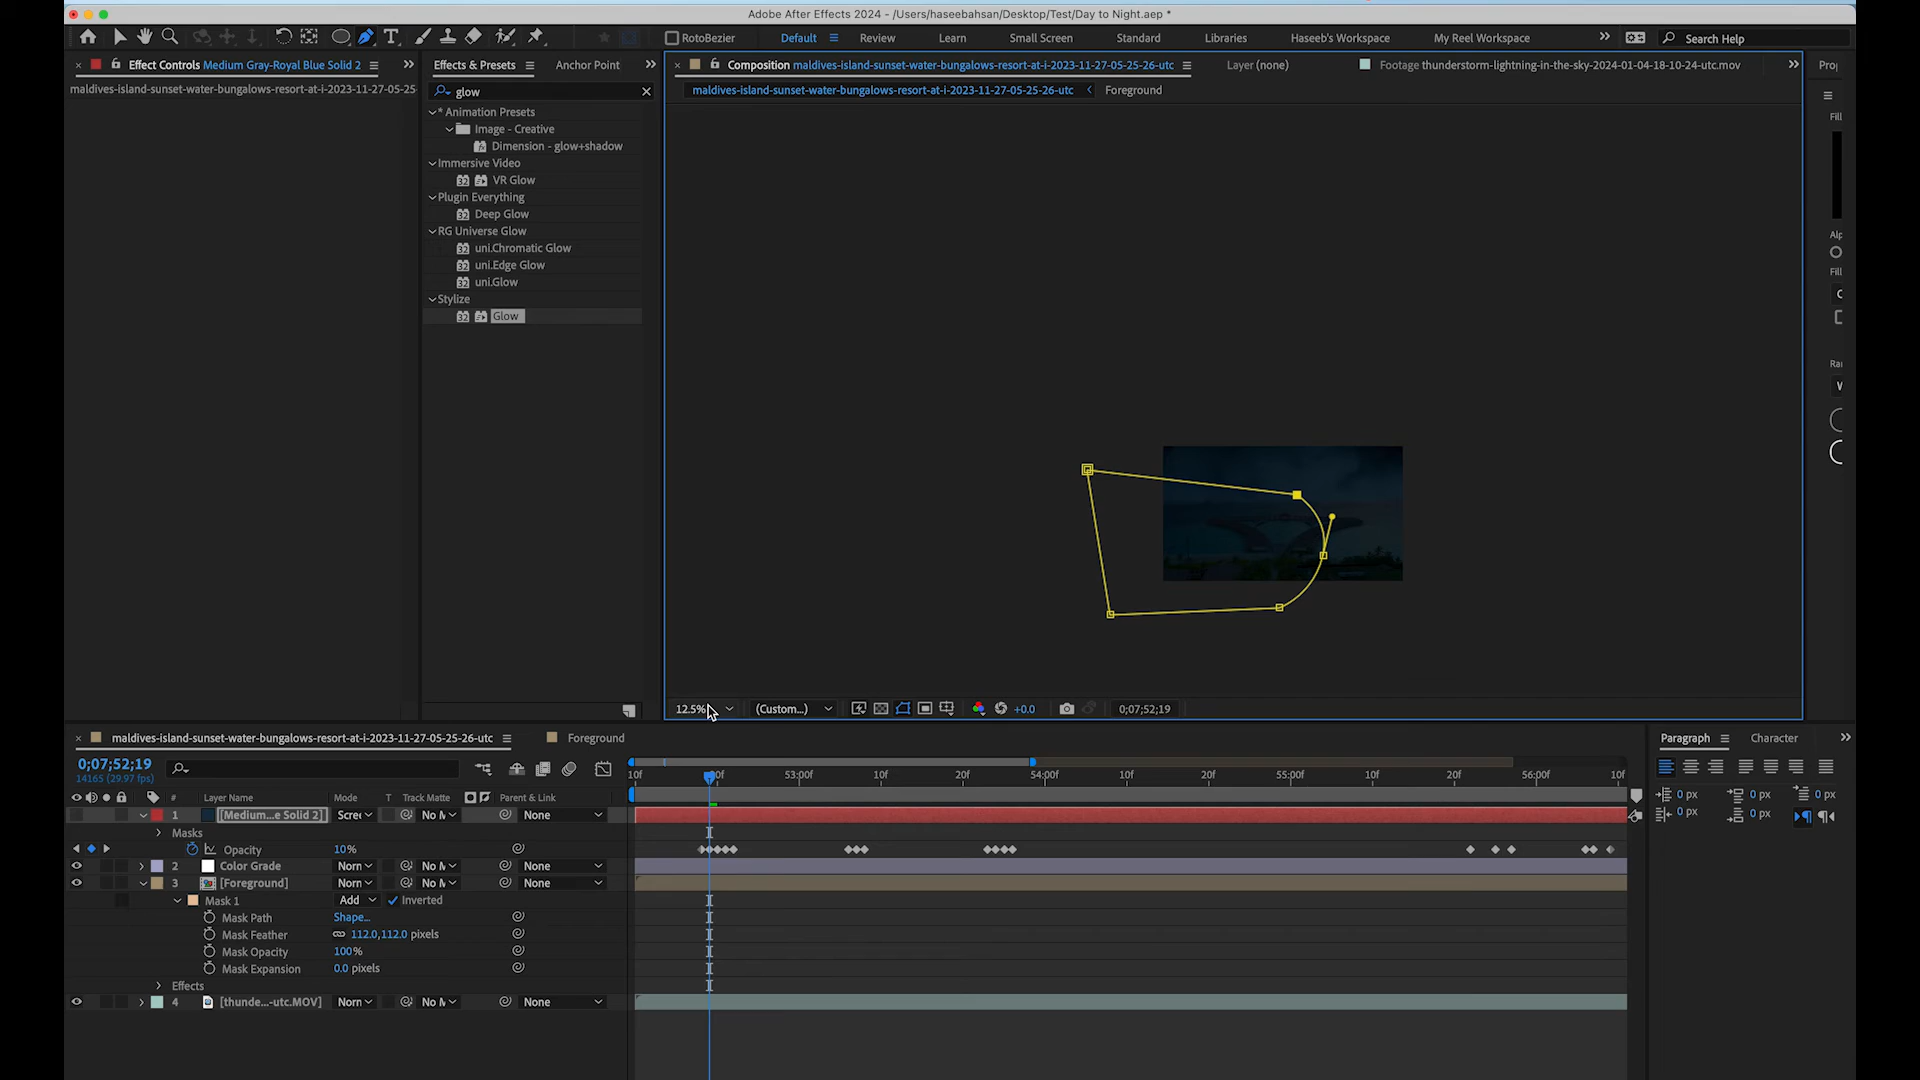 Adobe After Effects 2024 - /Users/haseebahsan/Desktop/Test/Day to Night.aep *
RotoBezier
Default
Review
Learn
Small Screen
Standard
Libraries
Haseeb's Workspace
My Reel Workspace
Search Help
Effect Controls Medium Gray-Royal Blue Solid 2
Effects & Presets
Anchor Point
Composition maldives-island-sunset-water-bungalows-resort-at-i-2023-11-27-05-25-26-utc
Layer (none)
Footage thunderstorm-lightning-in-the-sky-2024-01-04-18-10-24-utc.mov
maldives-island-sunset-water-bungalows-resort-at-i-2023-11-27-05-25-26
glow
maldives-island-sunset-water-bungalows-resort-at-i-2023-11-27-05-25-26-utc
Foreground
* Animation Presets
Image - Creative
Dimension - glow+shadow
Immersive Video
VR Glow
Plugin Everything
Deep Glow
RG Universe Glow
uni.Chromatic Glow
uni.Edge Glow
uni.Glow
Stylize
Glow
12.5%
(Custom...)
+0.0
0;07;52;19
maldives-island-sunset-water-bungalows-resort-at-i-2023-11-27-05-25-26-utc
Foreground
Paragraph
Character
0;07;52;19
14165 (29.97 fps)
10f 53:00f 10f 20f 54:00f 10f 20f 55:00f 10f 20f 56:00f 10f
# Layer Name Mode T Track Matte Parent & Link
1 [Medium...e Solid 2] Scre No M None
Masks
Opacity 10%
2 Color Grade Norn No M None
3 [Foreground] Norn No M None
Mask 1 Add Inverted
Mask Path Shape...
Mask Feather 112.0,112.0 pixels
Mask Opacity 100%
Mask Expansion 0.0 pixels
Effects
4 [thunde...-utc.MOV] Norn No M None
0 px 0 px 0 px
0 px 0 px